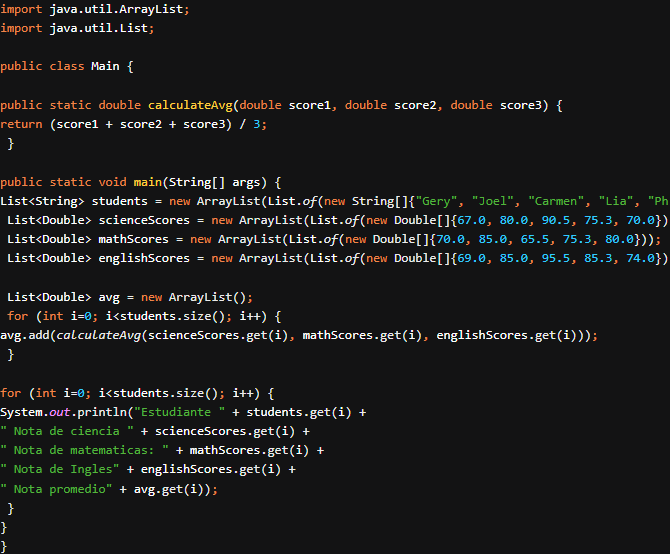 import java.util.ArrayList;
import java.util.List;
public class Main {
public static double calculateAvg(double score1, double score2, double score3) {
return (score1 + score2 + score3) / 3;
}
public static void main(String[] args) {
List<String> students = new ArrayList(List.of(new String[]{"Gery", "Joel", "Carmen", "Lia", "Ph
List<Double> scienceScores = new ArrayList(List.of(new Double[]{67.0, 80.0, 90.5, 75.3, 70.0})
List<Double> mathScores = new ArrayList(List.of(new Double[]{70.0, 85.0, 65.5, 75.3, 80.0}));
List<Double> englishScores = new ArrayList(List.of(new Double[]{69.0, 85.0, 95.5, 85.3, 74.0})
List<Double> avg = new ArrayList();
for (int i=0; i<students.size(); i++) {
avg.add(calculateAvg(scienceScores.get(i), mathScores.get(i), englishScores.get(i)));
}
for (int i=0; i<students.size(); i++) {
System.out.println("Estudiante " + students.get(i) +
" Nota de ciencia " + scienceScores.get(i) +
" Nota de matematicas: " + mathScores.get(i) +
" Nota de Ingles" + englishScores.get(i) +
" Nota promedio" + avg.get(i));
}
}
}